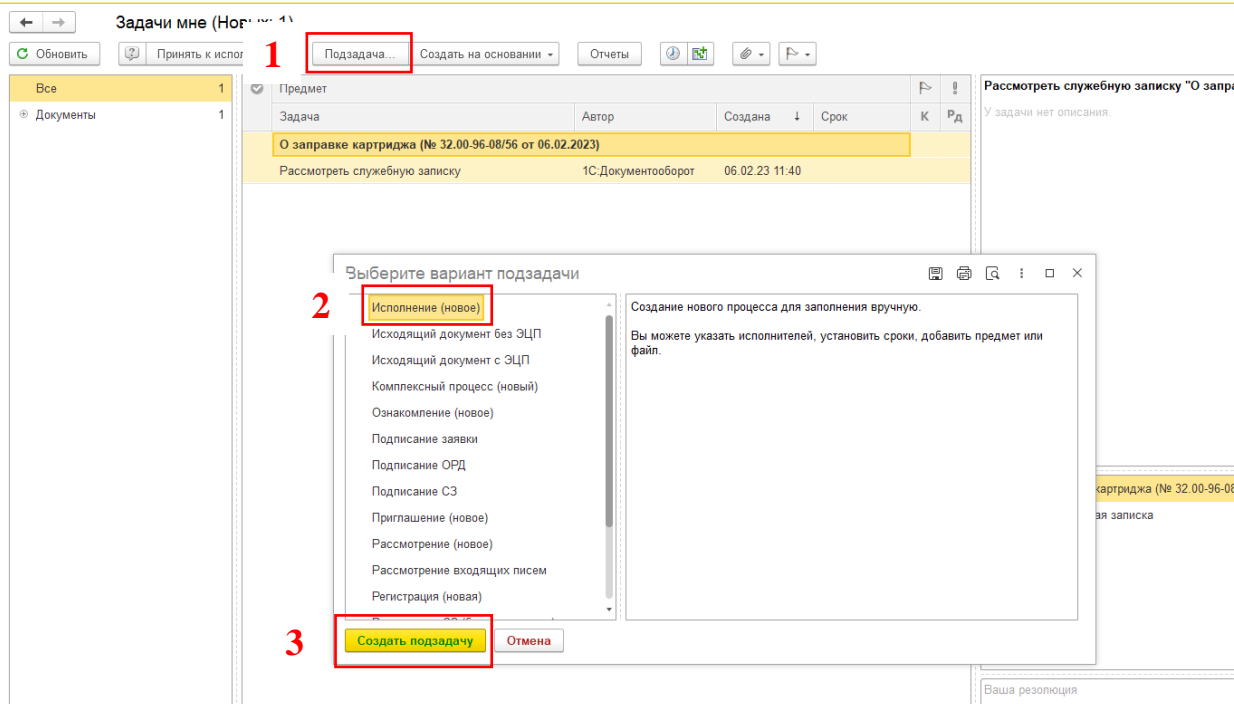 Задачи мне (Новых: 1)
Обновить
Принять к испол
1
Подзадача...
Создать на основании
Отчеты
Все 1
Документы 1
Предмет
Задача Автор Создана ↓ Срок К Рд
О заправке картриджа (№ 32.00-96-08/56 от 06.02.2023)
Рассмотреть служебную записку 1С:Документооборот 06.02.23 11:40
Рассмотреть служебную записку "О запра
У задачи нет описания.
Выберите вариант подзадачи
2
Исполнение (новое)
Исходящий документ без ЭЦП
Исходящий документ с ЭЦП
Комплексный процесс (новый)
Ознакомление (новое)
Подписание заявки
Подписание ОРД
Подписание СЗ
Приглашение (новое)
Рассмотрение (новое)
Рассмотрение входящих писем
Регистрация (новая)
Создание нового процесса для заполнения вручную.
Вы можете указать исполнителей, установить сроки, добавить предмет или
файл.
3
Создать подзадачу
Отмена
картриджа (№ 32.00-96-08
ая записка
Ваша резолюция